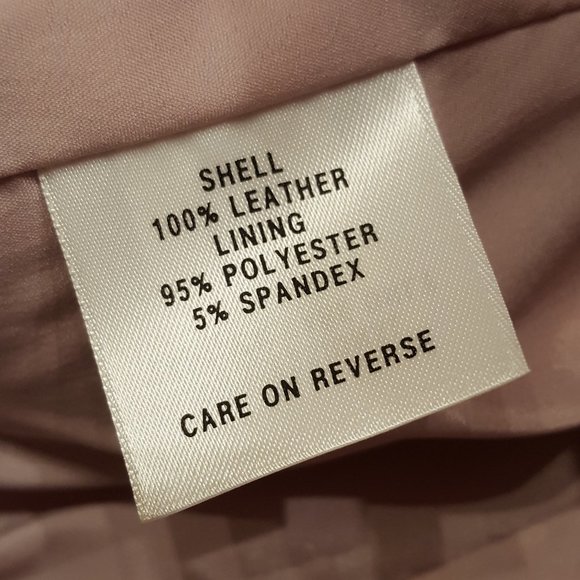 SHELL
100% LEATHER
LINING
95% POLYESTER
5% SPANDEX
CARE ON REVERSE